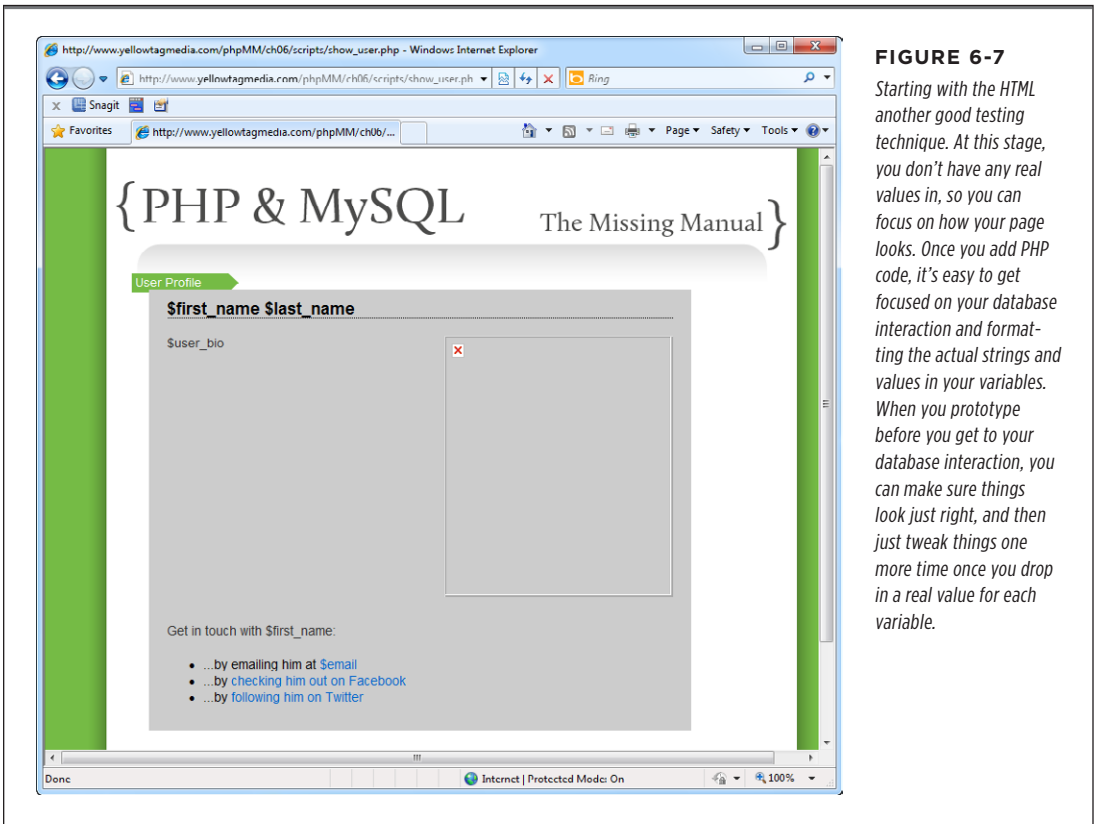 http://www.yellowtagmedia.com/phpMM/ch06/scripts/show_user.php - Windows Internet Explorer
http://www.yellowtagmedia.com/phpMM/ch06/scripts/show_user.ph
Bing
x Snagit
Favorites
http://www.yellowtagmedia.com/phpMM/ch06/...
Page
Safety
Tools
{PHP & MySQL
The Missing Manual}
User Profile
$first_name $last_name
$user_bio
Get in touch with $first_name:
• ...by emailing him at $email
• ...by checking him out on Facebook
• ...by following him on Twitter
Done
Internet | Protected Mode: On
100%
FIGURE 6-7
Starting with the HTML
another good testing
technique. At this stage,
you don't have any real
values in, so you can
focus on how your page
looks. Once you add PHP
code, it's easy to get
focused on your database
interaction and format-
ting the actual strings and
values in your variables.
When you prototype
before you get to your
database interaction, you
can make sure things
look just right, and then
just tweak things one
more time once you drop
in a real value for each
variable.